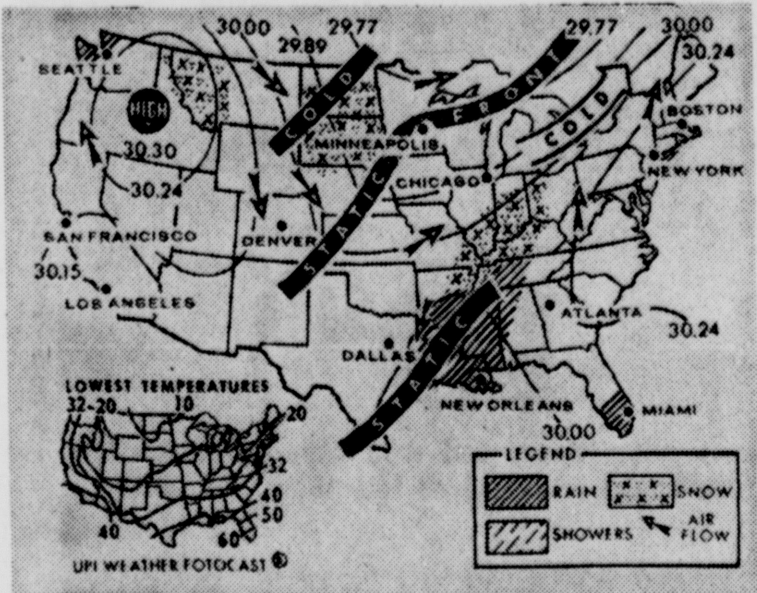 30.00
29.89
29.77
29.77
30.00
30.24
SEATTLE
HIGH
COLD
FRONT
COLD
BOSTON
30.30
MINNEAPOLIS
30.24
CHICAGO
NEW YORK
STATIC
SAN FRANCISCO
DENVER
30.15
LOS ANGELES
ATLANTA
30.24
DALLAS
STATIC
NEW ORLEANS
MIAMI
30.00
LOWEST TEMPERATURES
32-20
10
20
32
40
50
40
60
UPI WEATHER FOTOCAST ®
LEGEND
RAIN
SNOW
SHOWERS
AIR
FLOW